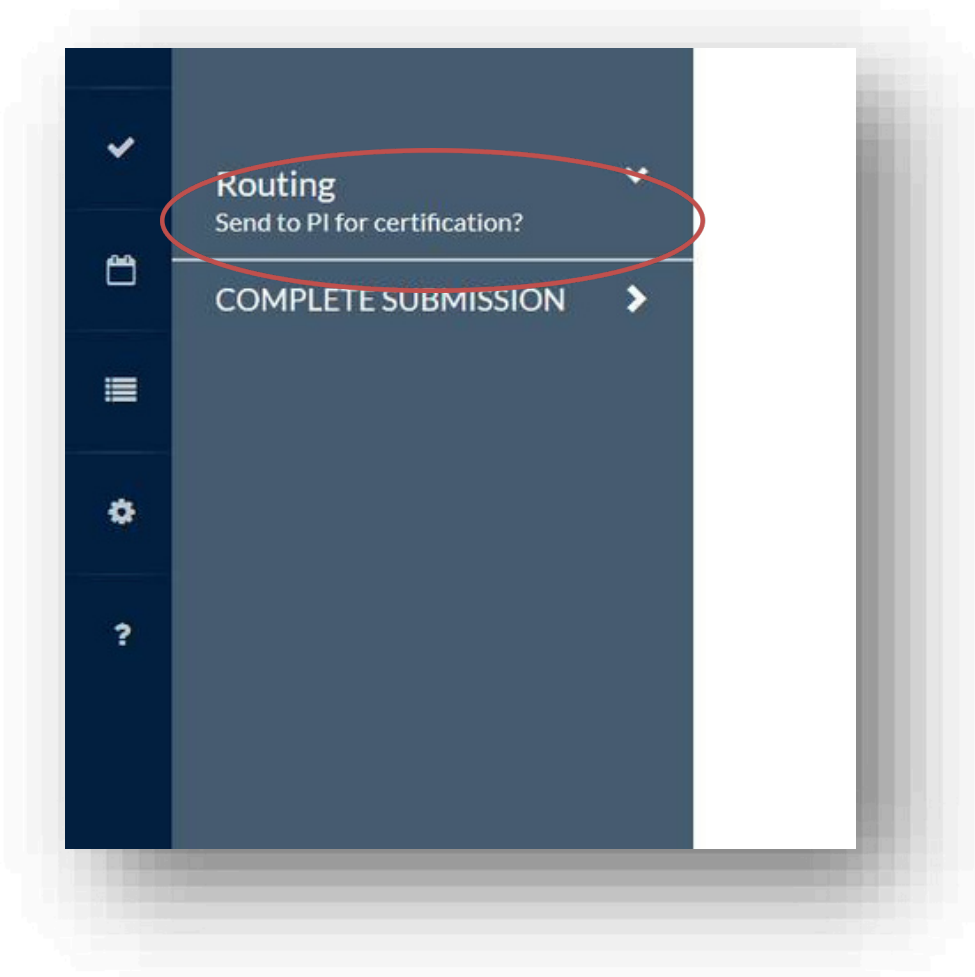 Routing
Send to PI for certification?
COMPLETE SUBMISSION
?